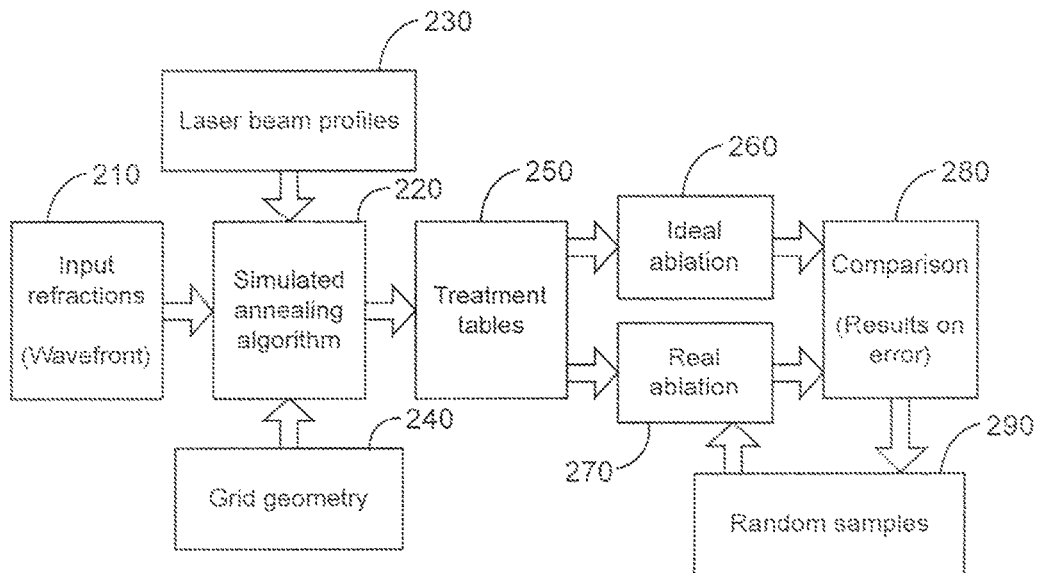 230
Laser beam profiles
210
Input
refractions
(Wavefront)
220
Simulated
annealing
algorithm
240
Grid geometry
250
Treatment
tables
260
Ideal
ablation
270
Real
ablation
280
Comparison
(Results on
error)
290
Random samples